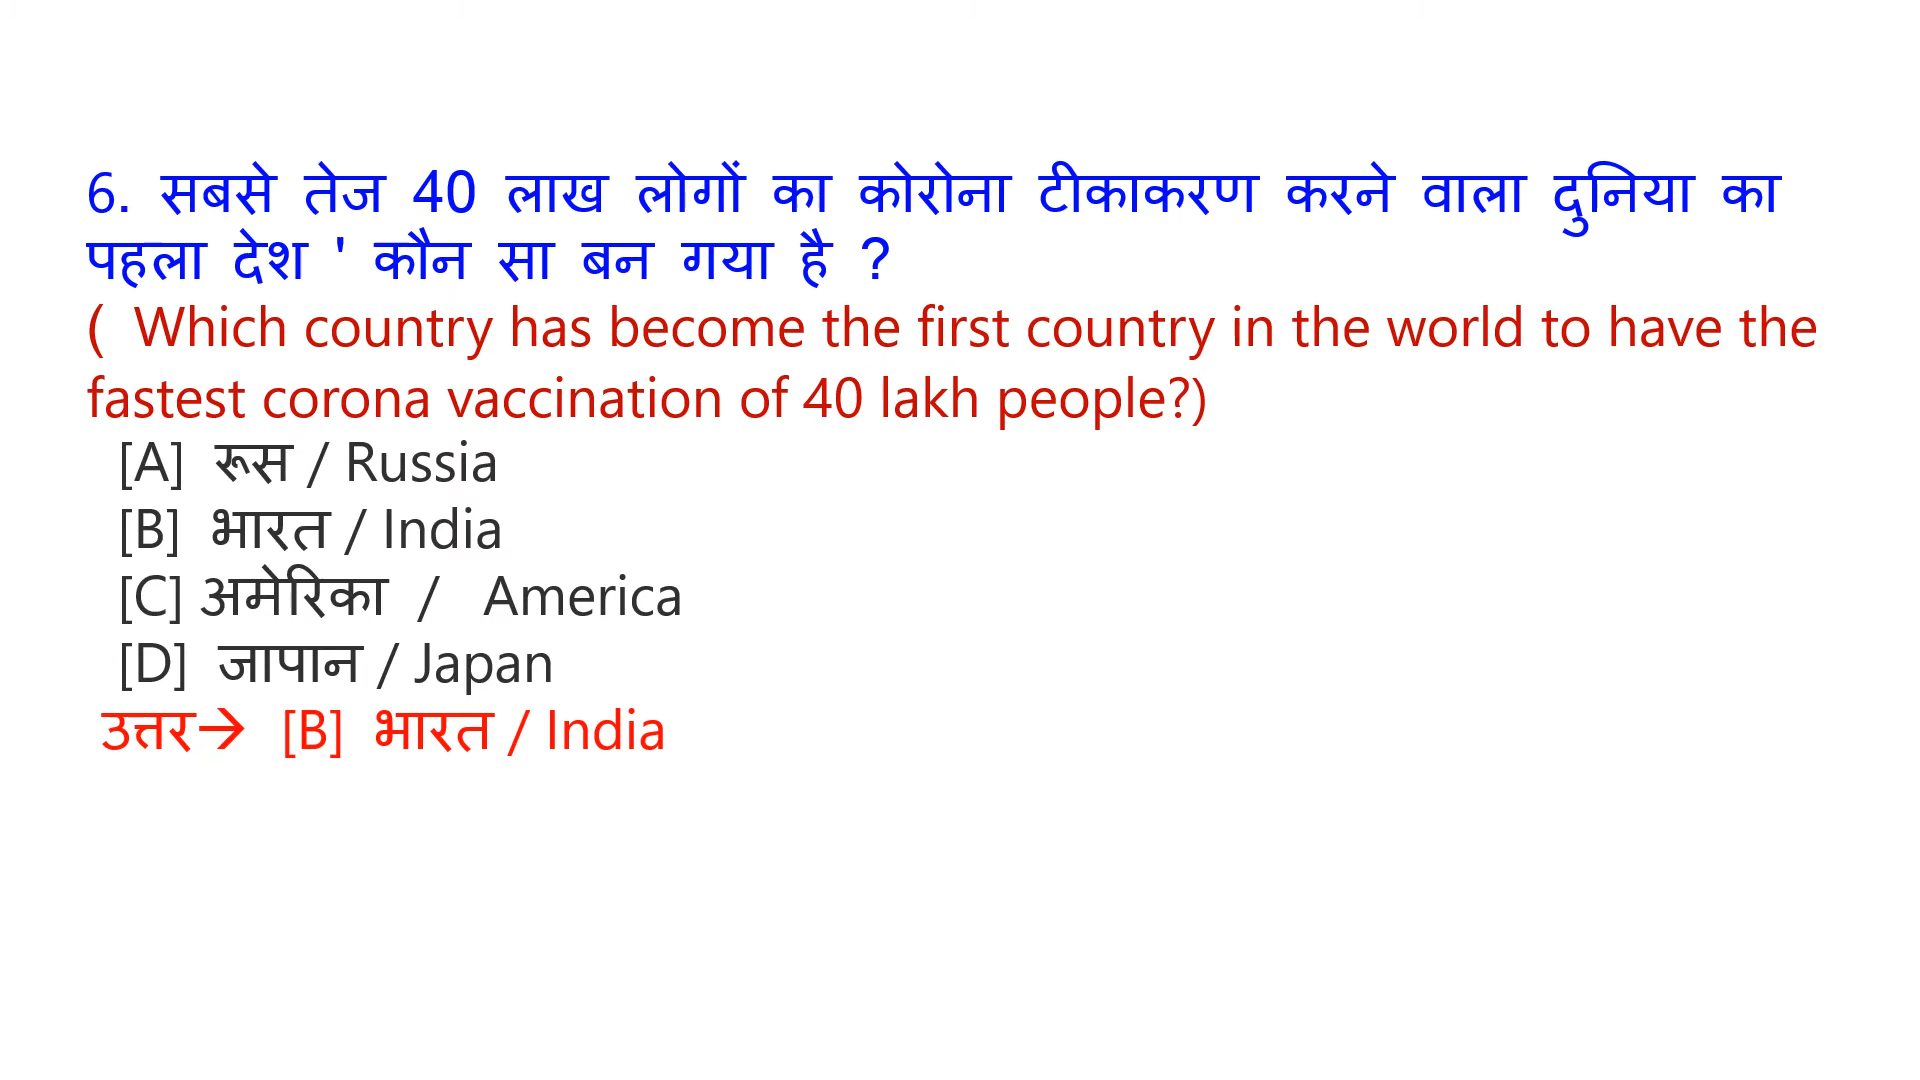 6. सबसे तेज 40 लाख लोगों का कोरोना टीकाकरण करने वाला दुनिया का
पहला देश ' कौन सा बन गया है ?
( Which country has become the first country in the world to have the
fastest corona vaccination of 40 lakh people?)
[A] रूस / Russia
[B] भारत / India
[C] अमेरिका / America
[D] जापान / Japan
उत्तर→ [B] भारत / India